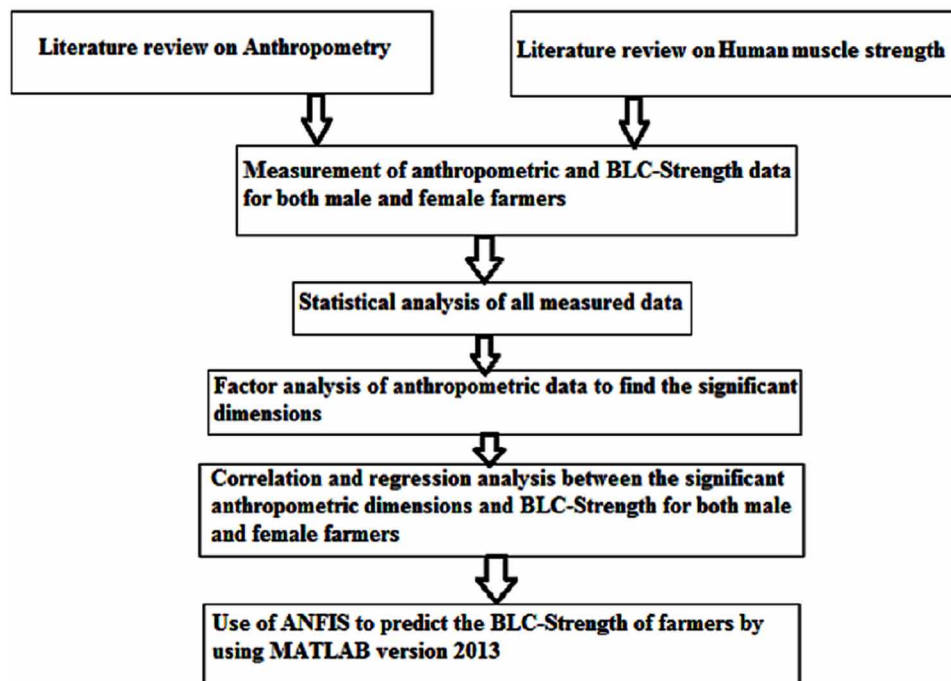 Literature review on Anthropometry
Literature review on Human muscle strength
Measurement of anthropometric and BLC-Strength data
for both male and female farmers
Statistical analysis of all measured data
Factor analysis of anthropometric data to find the significant
dimensions
Correlation and regression analysis between the significant
anthropometric dimensions and BLC-Strength for both male
and female farmers
Use of ANFIS to predict the BLC-Strength of farmers by
using MATLAB version 2013